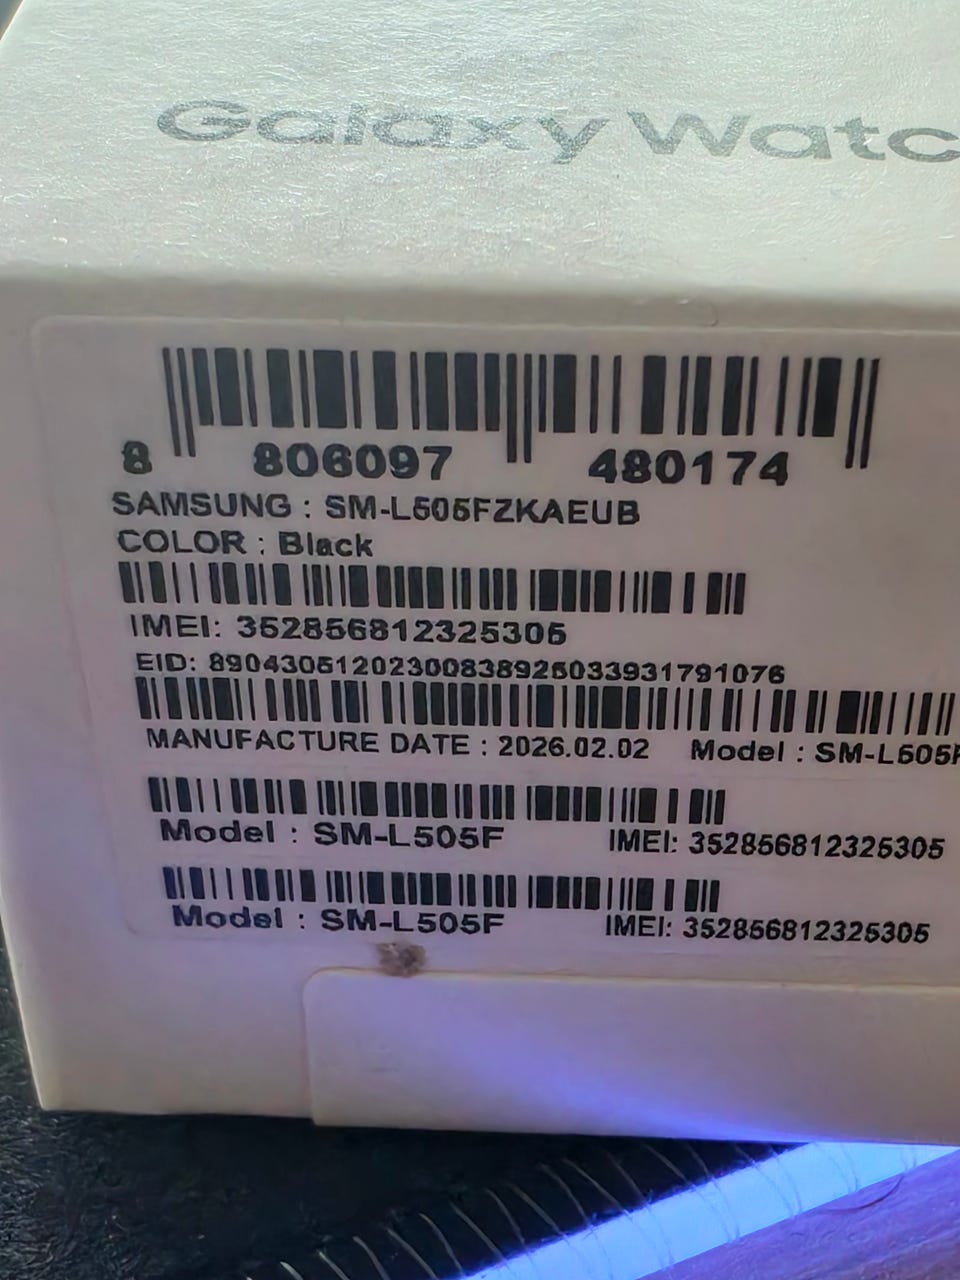 Galaxy Watc
8 806097 480174
SAMSUNG : SM-L505FZKAEUB
COLOR : Black
IMEI: 352856812325305
EID: 89043051202300838925033931791076
MANUFACTURE DATE : 2026.02.02 Model : SM-L505F
Model : SM-L505F IMEI: 352856812325305
Model : SM-L505F IMEI: 352856812325305